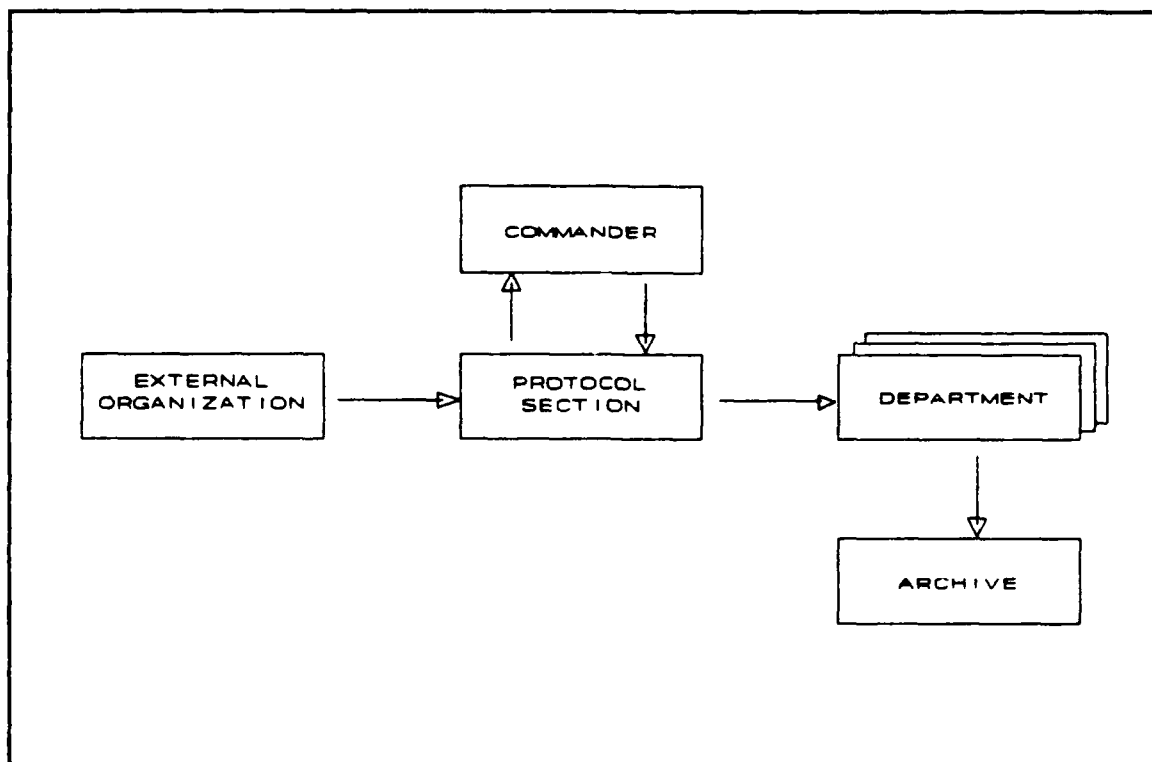 COMMANDER
EXTERNAL
ORGANIZATION
PROTOCOL
SECTION
DEPARTMENT
ARCHIVE